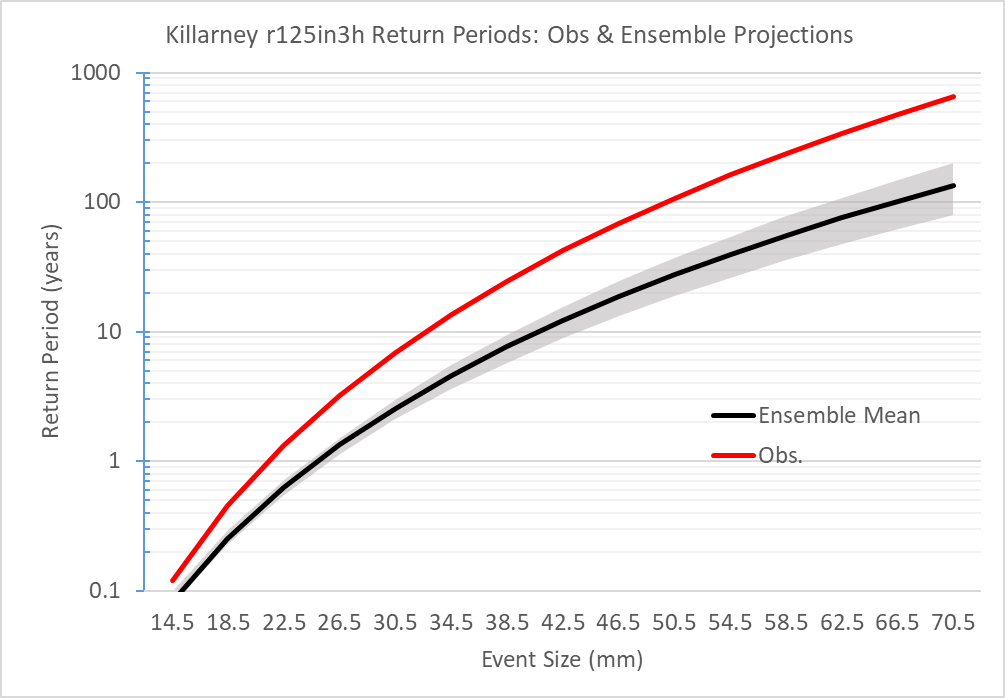 Killarney r125in3h Return Periods: Obs & Ensemble Projections
1000
100
10
1
0.1
Return Period (years)
Ensemble Mean
Obs.
14.5 18.5 22.5 26.5 30.5 34.5 38.5 42.5 46.5 50.5 54.5 58.5 62.5 66.5 70.5
Event Size (mm)